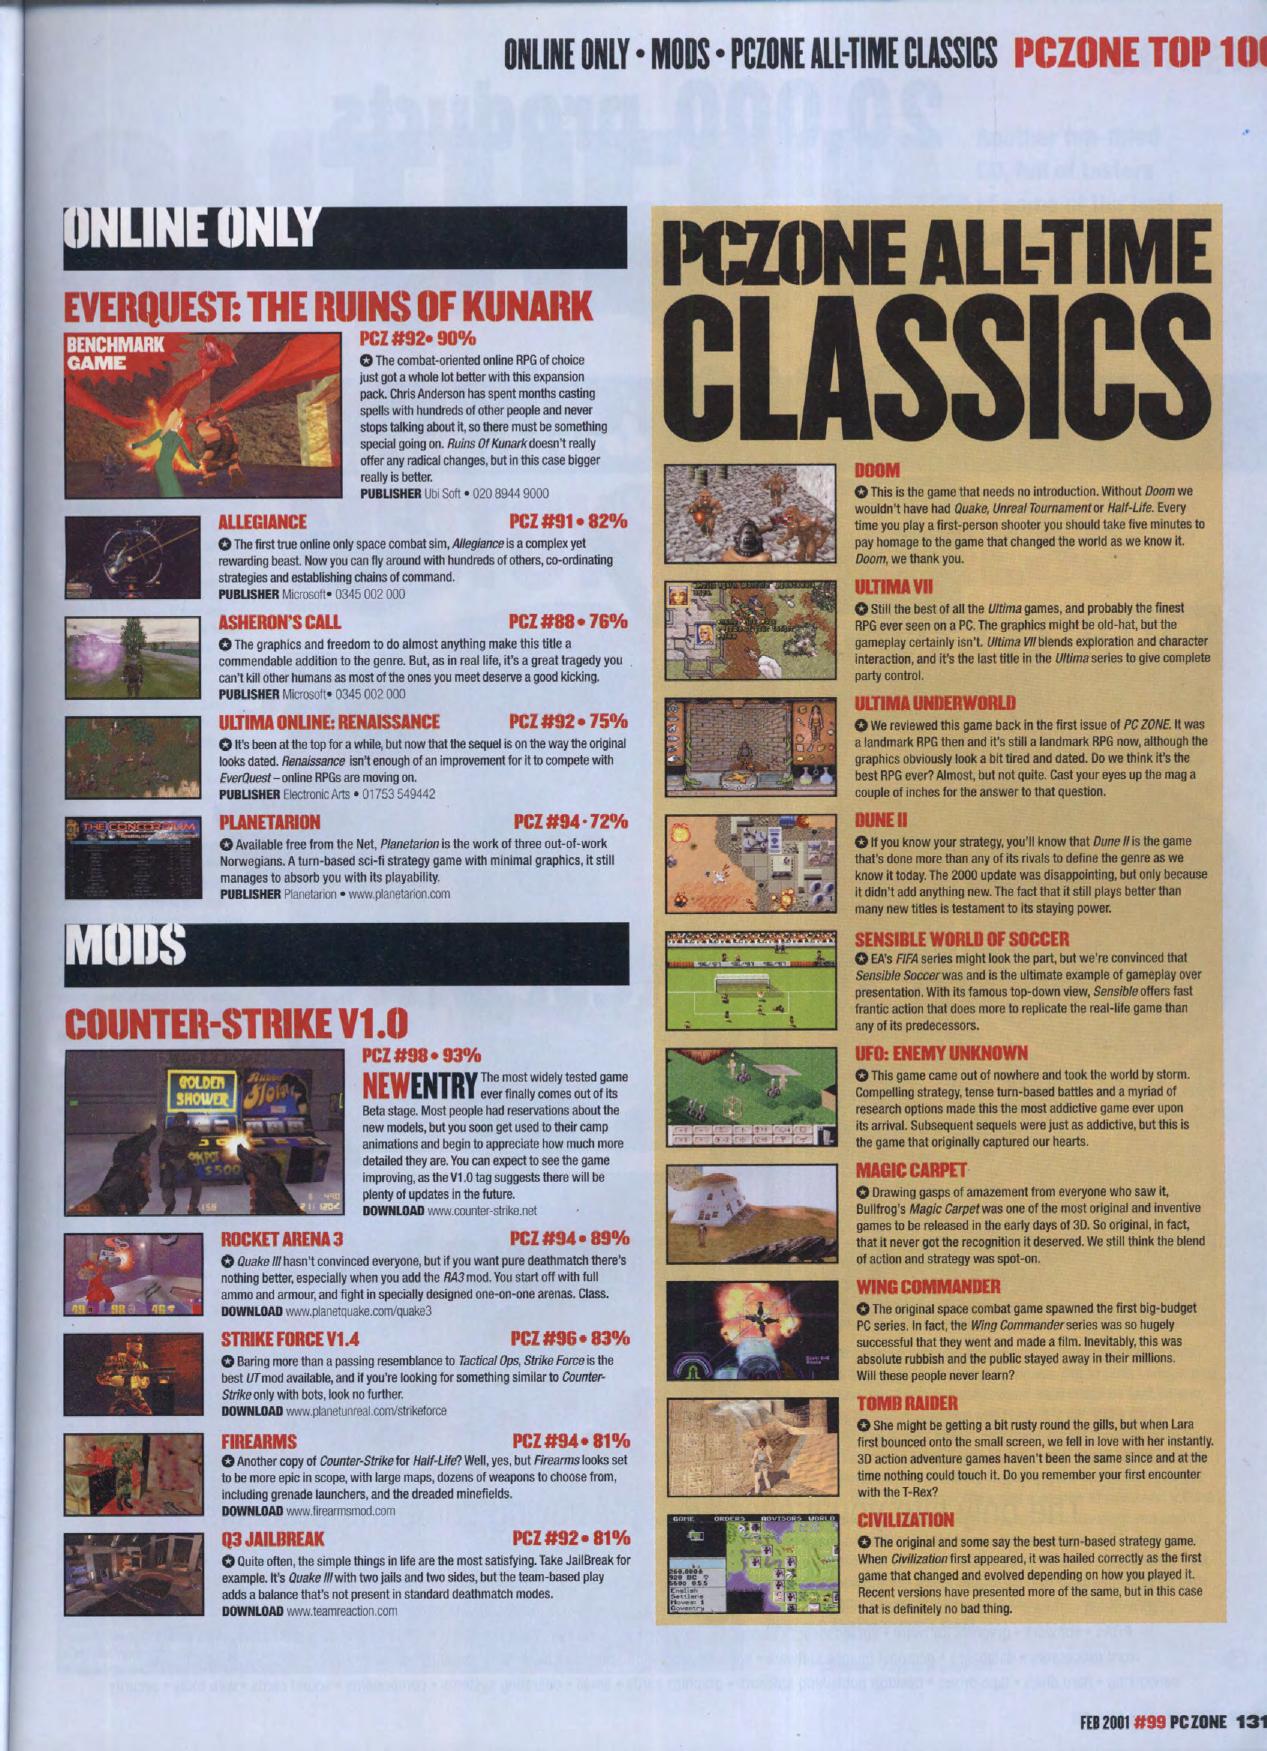 ONLINE ONLY • MODS • PCZONE ALL-TIME CLASSICS PCZONE TOP 100
ONLINE ONLY
EVERQUEST: THE RUINS OF KUNARK
BENCHMARK
GAME
PCZ #92• 90%
✪ The combat-oriented online RPG of choice
just got a whole lot better with this expansion
pack. Chris Anderson has spent months casting
spells with hundreds of other people and never
stops talking about it, so there must be something
special going on. Ruins Of Kunark doesn't really
offer any radical changes, but in this case bigger
really is better.
PUBLISHER Ubi Soft • 020 8944 9000
ALLEGIANCE PCZ #91 • 82%
✪ The first true online only space combat sim, Allegiance is a complex yet
rewarding beast. Now you can fly around with hundreds of others, co-ordinating
strategies and establishing chains of command.
PUBLISHER Microsoft• 0345 002 000
ASHERON'S CALL PCZ #88 • 76%
✪ The graphics and freedom to do almost anything make this title a
commendable addition to the genre. But, as in real life, it's a great tragedy you
can't kill other humans as most of the ones you meet deserve a good kicking.
PUBLISHER Microsoft• 0345 002 000
ULTIMA ONLINE: RENAISSANCE PCZ #92 • 75%
✪ It's been at the top for a while, but now that the sequel is on the way the original
looks dated. Renaissance isn't enough of an improvement for it to compete with
EverQuest – online RPGs are moving on.
PUBLISHER Electronic Arts • 01753 549442
THE CONCORDIUM
PLANETARION PCZ #94 • 72%
✪ Available free from the Net, Planetarion is the work of three out-of-work
Norwegians. A turn-based sci-fi strategy game with minimal graphics, it still
manages to absorb you with its playability.
PUBLISHER Planetarion • www.planetarion.com
MODS
COUNTER-STRIKE V1.0
GOLDEN
SHOWER
$500
PCZ #98 • 93%
NEW ENTRY The most widely tested game
ever finally comes out of its
Beta stage. Most people had reservations about the
new models, but you soon get used to their camp
animations and begin to appreciate how much more
detailed they are. You can expect to see the game
improving, as the V1.0 tag suggests there will be
plenty of updates in the future.
DOWNLOAD www.counter-strike.net
ROCKET ARENA 3 PCZ #94 • 89%
✪ Quake III hasn't convinced everyone, but if you want pure deathmatch there's
nothing better, especially when you add the RA3 mod. You start off with full
ammo and armour, and fight in specially designed one-on-one arenas. Class.
DOWNLOAD www.planetquake.com/quake3
STRIKE FORCE V1.4 PCZ #96 • 83%
✪ Baring more than a passing resemblance to Tactical Ops, Strike Force is the
best UT mod available, and if you're looking for something similar to Counter-
Strike only with bots, look no further.
DOWNLOAD www.planetunreal.com/strikeforce
FIREARMS PCZ #94 • 81%
✪ Another copy of Counter-Strike for Half-Life? Well, yes, but Firearms looks set
to be more epic in scope, with large maps, dozens of weapons to choose from,
including grenade launchers, and the dreaded minefields.
DOWNLOAD www.firearmsmod.com
Q3 JAILBREAK PCZ #92 • 81%
✪ Quite often, the simple things in life are the most satisfying. Take JailBreak for
example. It's Quake III with two jails and two sides, but the team-based play
adds a balance that's not present in standard deathmatch modes.
DOWNLOAD www.teamreaction.com
PCZONE ALL-TIME
CLASSICS
DOOM
✪ This is the game that needs no introduction. Without Doom we
wouldn't have had Quake, Unreal Tournament or Half-Life. Every
time you play a first-person shooter you should take five minutes to
pay homage to the game that changed the world as we know it.
Doom, we thank you.
ULTIMA VII
✪ Still the best of all the Ultima games, and probably the finest
RPG ever seen on a PC. The graphics might be old-hat, but the
gameplay certainly isn't. Ultima VII blends exploration and character
interaction, and it's the last title in the Ultima series to give complete
party control.
ULTIMA UNDERWORLD
✪ We reviewed this game back in the first issue of PC ZONE. It was
a landmark RPG then and it's still a landmark RPG now, although the
graphics obviously look a bit tired and dated. Do we think it's the
best RPG ever? Almost, but not quite. Cast your eyes up the mag a
couple of inches for the answer to that question.
DUNE II
✪ If you know your strategy, you'll know that Dune II is the game
that's done more than any of its rivals to define the genre as we
know it today. The 2000 update was disappointing, but only because
it didn't add anything new. The fact that it still plays better than
many new titles is testament to its staying power.
SENSIBLE WORLD OF SOCCER
✪ EA's FIFA series might look the part, but we're convinced that
Sensible Soccer was and is the ultimate example of gameplay over
presentation. With its famous top-down view, Sensible offers fast
frantic action that does more to replicate the real-life game than
any of its predecessors.
UFO: ENEMY UNKNOWN
✪ This game came out of nowhere and took the world by storm.
Compelling strategy, tense turn-based battles and a myriad of
research options made this the most addictive game ever upon
its arrival. Subsequent sequels were just as addictive, but this is
the game that originally captured our hearts.
MAGIC CARPET
✪ Drawing gasps of amazement from everyone who saw it,
Bullfrog's Magic Carpet was one of the most original and inventive
games to be released in the early days of 3D. So original, in fact,
that it never got the recognition it deserved. We still think the blend
of action and strategy was spot-on.
WING COMMANDER
✪ The original space combat game spawned the first big-budget
PC series. In fact, the Wing Commander series was so hugely
successful that they went and made a film. Inevitably, this was
absolute rubbish and the public stayed away in their millions.
Will these people never learn?
TOMB RAIDER
✪ She might be getting a bit rusty round the gills, but when Lara
first bounced onto the small screen, we fell in love with her instantly.
3D action adventure games haven't been the same since and at the
time nothing could touch it. Do you remember your first encounter
with the T-Rex?
GAME ORDERS ADVISORS WORLD
English
Settlers
Moves: 1
Coventry
CIVILIZATION
✪ The original and some say the best turn-based strategy game.
When Civilization first appeared, it was hailed correctly as the first
game that changed and evolved depending on how you played it.
Recent versions have presented more of the same, but in this case
that is definitely no bad thing.
FEB 2001 #99 PCZONE 131